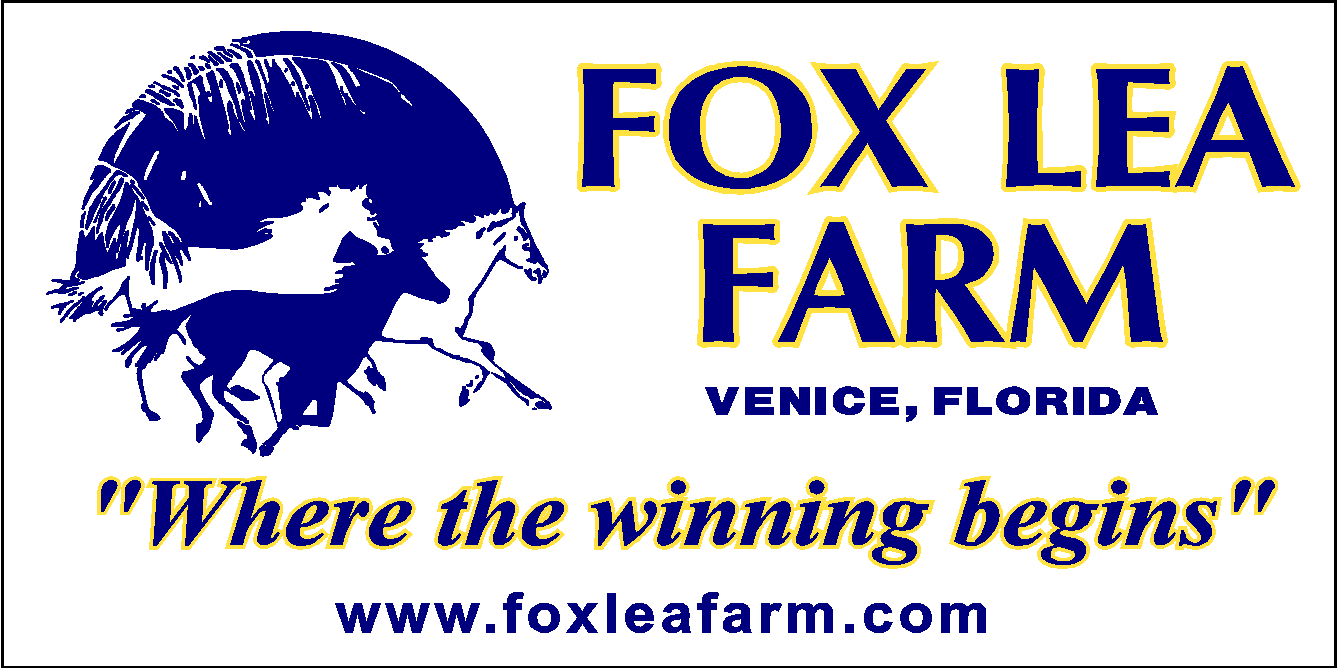 FOX LEA
FARM
VENICE, FLORIDA
"Where the winning begins"
www.foxleafarm.com